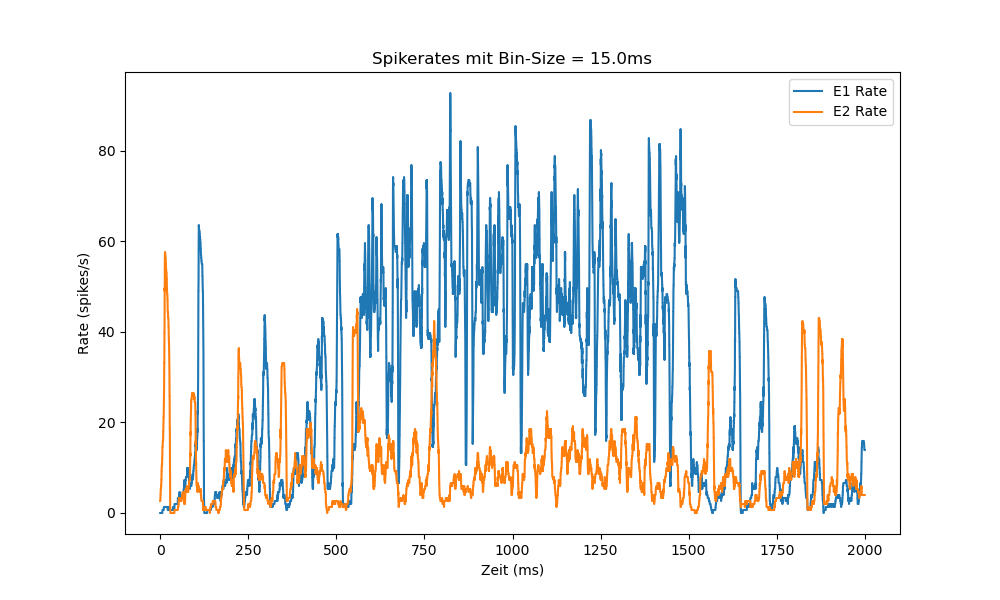 Spikerates mit Bin-Size = 15.0ms
E1 Rate
E2 Rate
Rate (spikes/s)
80
60
40
20
0
0 250 500 750 1000 1250 1500 1750 2000
Zeit (ms)